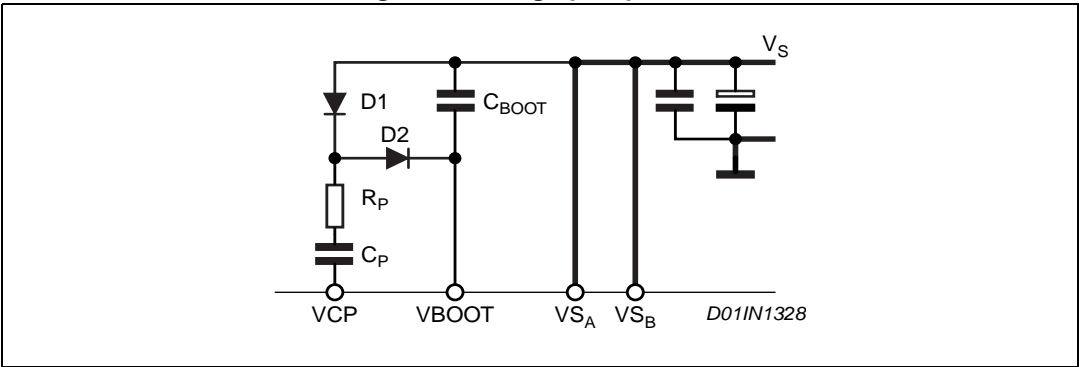 V_S
D1
C_BOOT
D2
R_P
C_P
VCP VBOOT VS_A VS_B D01IN1328